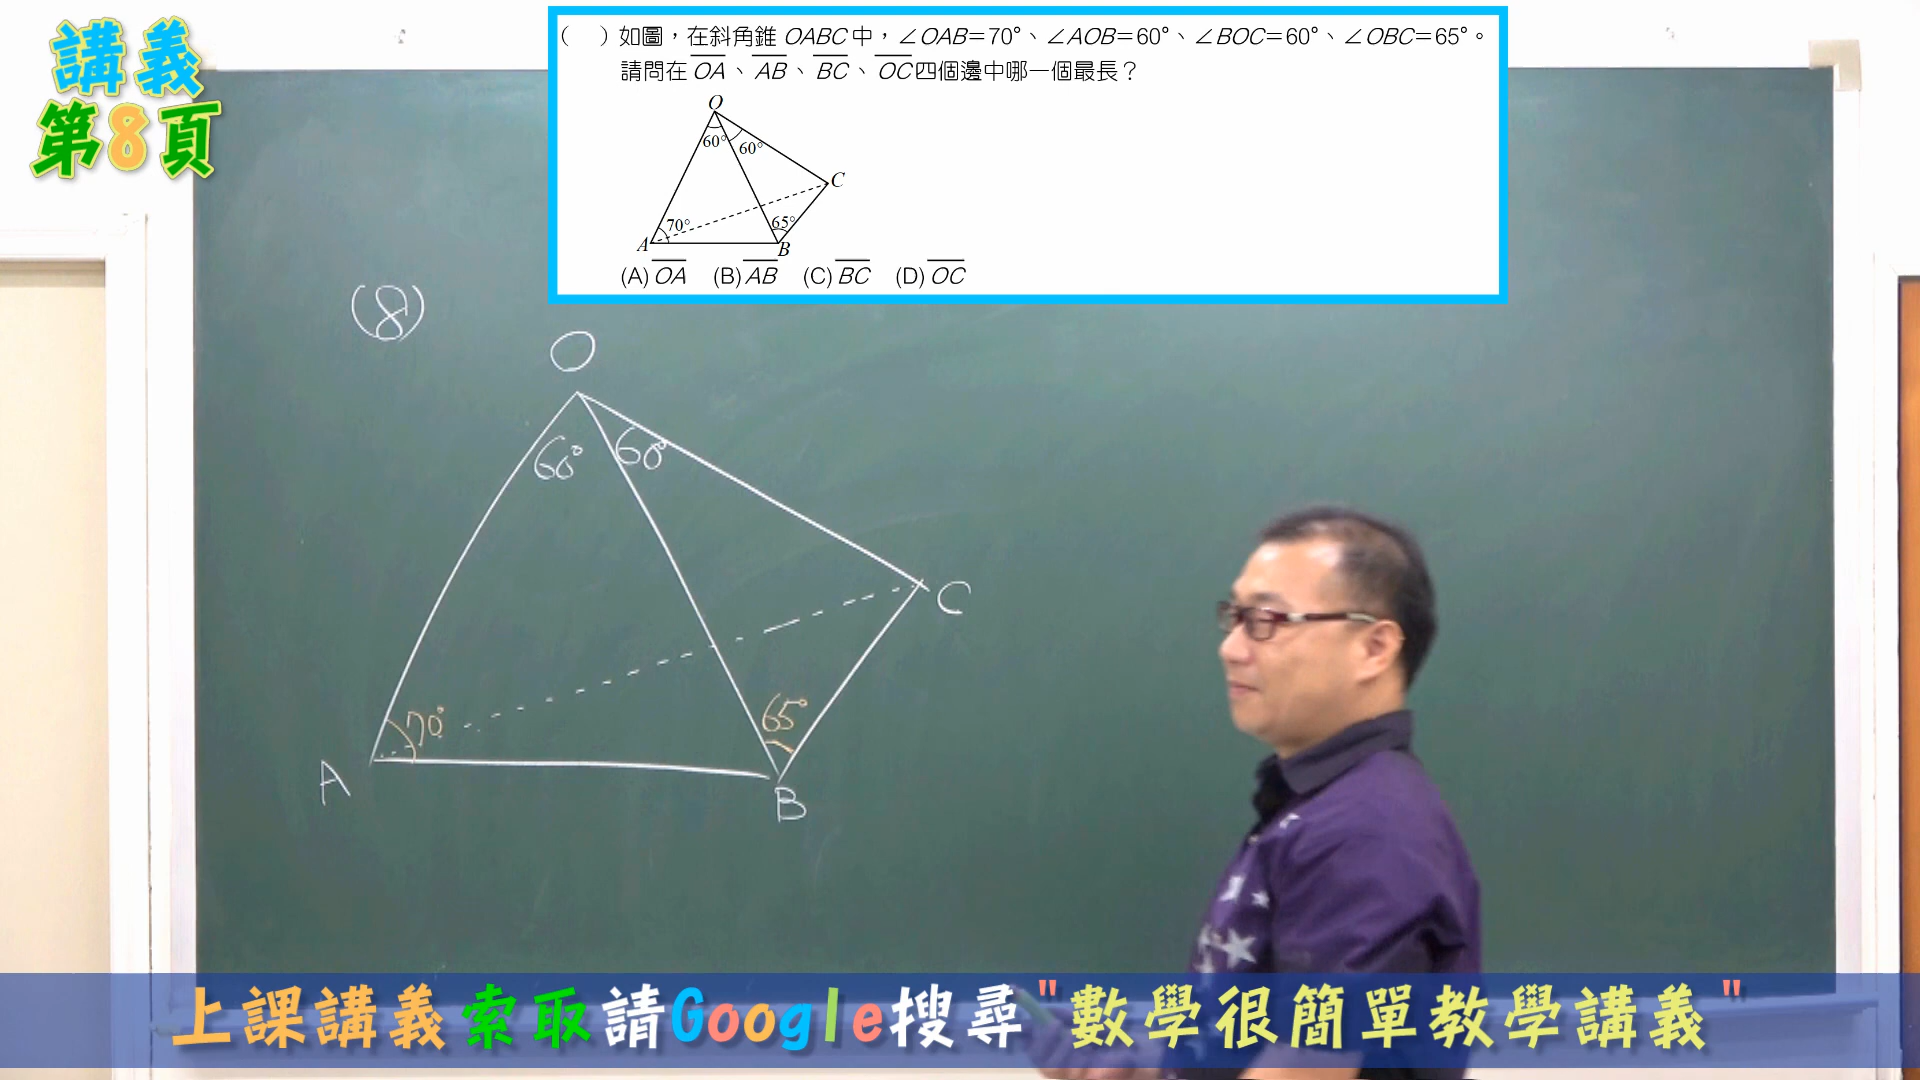 講義
第8頁
(　) 如圖，在斜角錐 OABC 中，∠OAB＝70°、∠AOB＝60°、∠BOC＝60°、∠OBC＝65°。
請問在 OA、AB、BC、OC 四個邊中哪一個最長？
O
60° 60°
C
70° 65°
A B
(A) OA (B) AB (C) BC (D) OC
(8)
O
60° 60°
C
70° 65°
A B
上課講義索取請Google搜尋"數學很簡單教學講義"